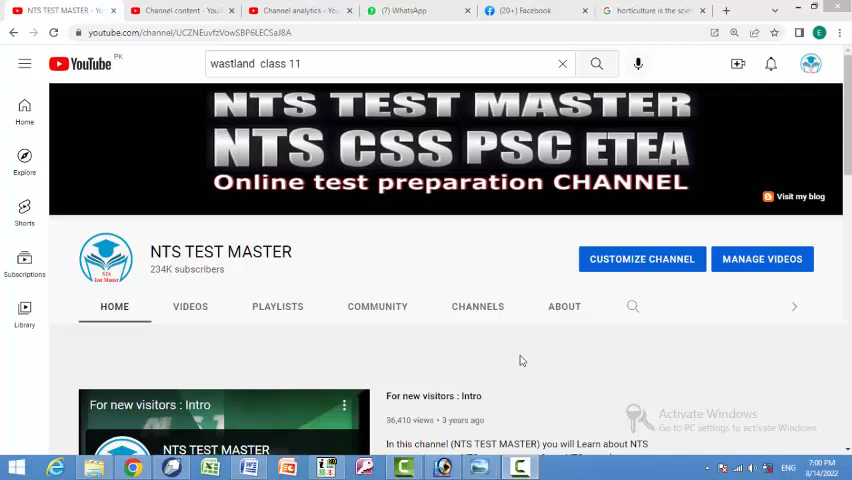 NTS TEST MASTER - Yo
Channel content - YouT
Channel analytics - You
(7) WhatsApp
(20+) Facebook
horticulture is the scie
youtube.com/channel/UCZNEuvfzVowSBP6LECSaJ8A
E
YouTube PK
wastland class 11
NTS TEST MASTER
NTS CSS PSC ETEA
Online test preparation CHANNEL
Visit my blog
Home
Explore
Shorts
Subscriptions
Library
NTS
Test Master
NTS TEST MASTER
234K subscribers
CUSTOMIZE CHANNEL
MANAGE VIDEOS
HOME
VIDEOS
PLAYLISTS
COMMUNITY
CHANNELS
ABOUT
For new visitors : Intro
NTS TEST MASTER
For new visitors : Intro
36,410 views • 3 years ago
In this channel (NTS TEST MASTER) you will Learn about NTS
Activate Windows
Go to PC settings to activate Windows.
ENG
7:00 PM
8/14/2022